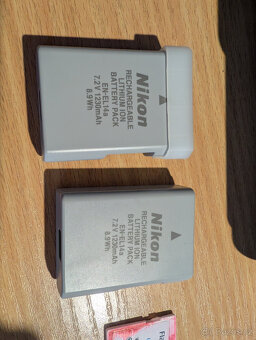 Nikon
RECHARGEABLE
LITHIUM ION
BATTERY PACK
EN-EL14a
7.2V 1230mAh
8.9Wh
Nikon
RECHARGEABLE
LITHIUM ION
BATTERY PACK
EN-EL14a
7.2V 1230mAh
8.9Wh